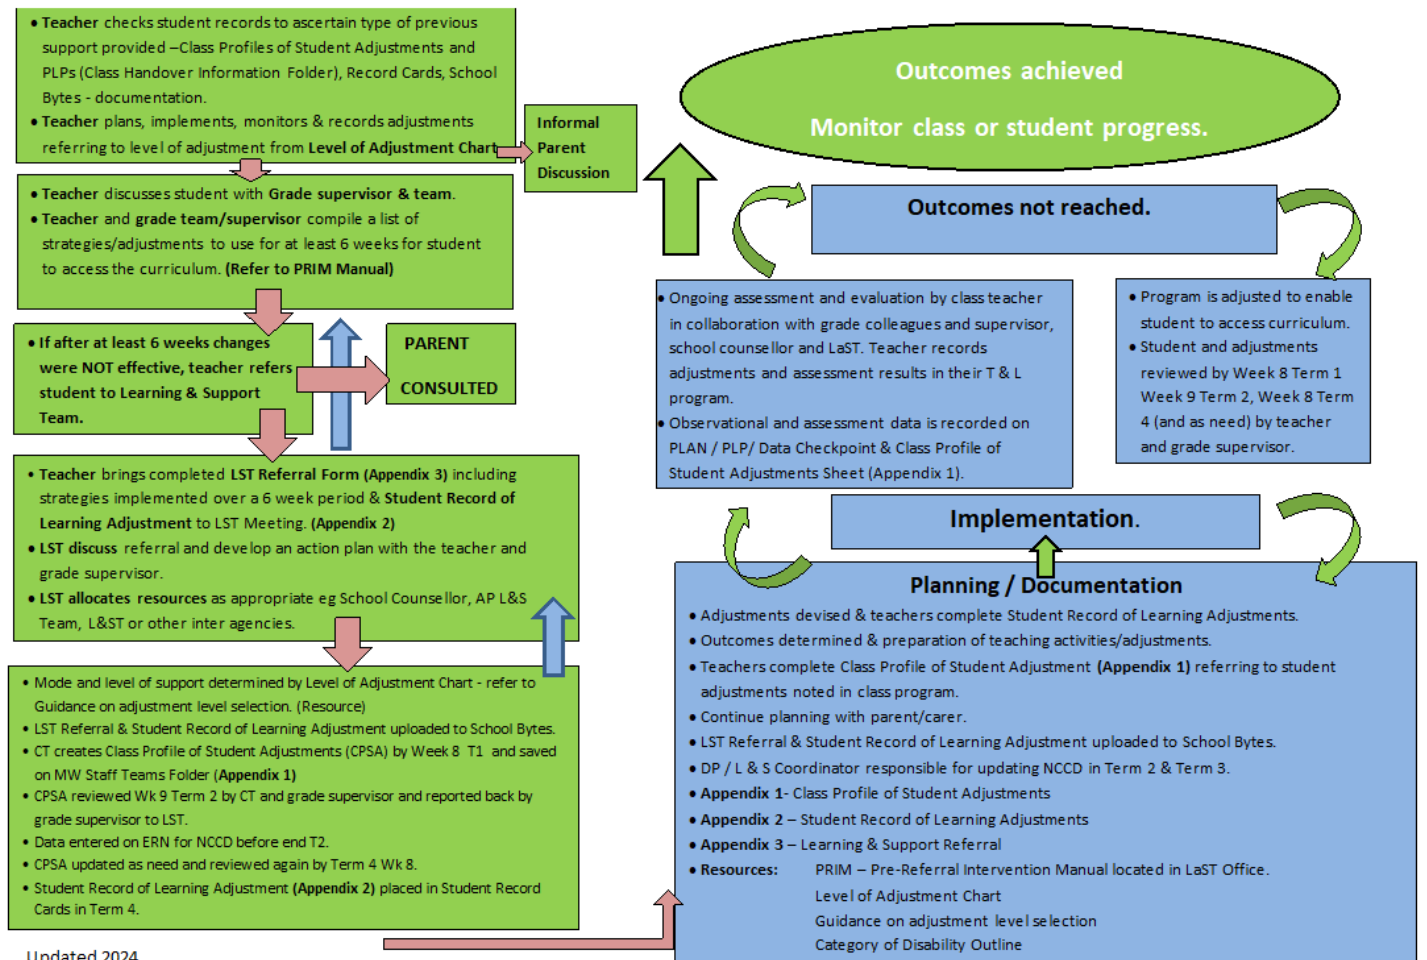 • Teacher checks student records to ascertain type of previous
support provided –Class Profiles of Student Adjustments and
PLPs (Class Handover Information Folder), Record Cards, School
Bytes - documentation.
• Teacher plans, implements, monitors & records adjustments
referring to level of adjustment from Level of Adjustment Chart
Informal
Parent
Discussion
• Teacher discusses student with Grade supervisor & team.
• Teacher and grade team/supervisor compile a list of
strategies/adjustments to use for at least 6 weeks for student
to access the curriculum. (Refer to PRIM Manual)
• If after at least 6 weeks changes
were NOT effective, teacher refers
student to Learning & Support
Team.
PARENT
CONSULTED
• Teacher brings completed LST Referral Form (Appendix 3) including
strategies implemented over a 6 week period & Student Record of
Learning Adjustment to LST Meeting. (Appendix 2)
• LST discuss referral and develop an action plan with the teacher and
grade supervisor.
• LST allocates resources as appropriate eg School Counsellor, AP L&S
Team, L&ST or other inter agencies.
• Mode and level of support determined by Level of Adjustment Chart - refer to
Guidance on adjustment level selection. (Resource)
• LST Referral & Student Record of Learning Adjustment uploaded to School Bytes.
• CT creates Class Profile of Student Adjustments (CPSA) by Week 8 T1 and saved
on MW Staff Teams Folder (Appendix 1)
• CPSA reviewed Wk 9 Term 2 by CT and grade supervisor and reported back by
grade supervisor to LST.
• Data entered on ERN for NCCD before end T2.
• CPSA updated as need and reviewed again by Term 4 Wk 8.
• Student Record of Learning Adjustment (Appendix 2) placed in Student Record
Cards in Term 4.
Updated 2024
Outcomes achieved
Monitor class or student progress.
Outcomes not reached.
• Ongoing assessment and evaluation by class teacher
in collaboration with grade colleagues and supervisor,
school counsellor and LaST. Teacher records
adjustments and assessment results in their T & L
program.
• Observational and assessment data is recorded on
PLAN / PLP/ Data Checkpoint & Class Profile of
Student Adjustments Sheet (Appendix 1).
• Program is adjusted to enable
student to access curriculum.
• Student and adjustments
reviewed by Week 8 Term 1
Week 9 Term 2, Week 8 Term
4 (and as need) by teacher
and grade supervisor.
Implementation.
Planning / Documentation
• Adjustments devised & teachers complete Student Record of Learning Adjustments.
• Outcomes determined & preparation of teaching activities/adjustments.
• Teachers complete Class Profile of Student Adjustment (Appendix 1) referring to student
adjustments noted in class program.
• Continue planning with parent/carer.
• LST Referral & Student Record of Learning Adjustment uploaded to School Bytes.
• DP / L & S Coordinator responsible for updating NCCD in Term 2 & Term 3.
• Appendix 1- Class Profile of Student Adjustments
• Appendix 2 – Student Record of Learning Adjustments
• Appendix 3 – Learning & Support Referral
• Resources: PRIM – Pre-Referral Intervention Manual located in LaST Office.
Level of Adjustment Chart
Guidance on adjustment level selection
Category of Disability Outline